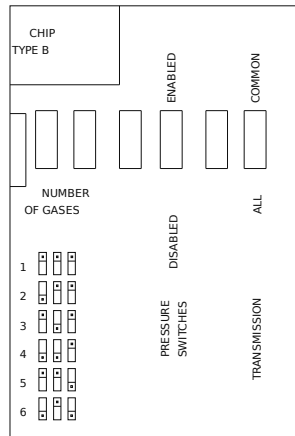 CHIP
TYPE B
ENABLED
COMMON
NUMBER
OF GASES
DISABLED
ALL
1
2
3
4
5
6
PRESSURE
SWITCHES
TRANSMISSION